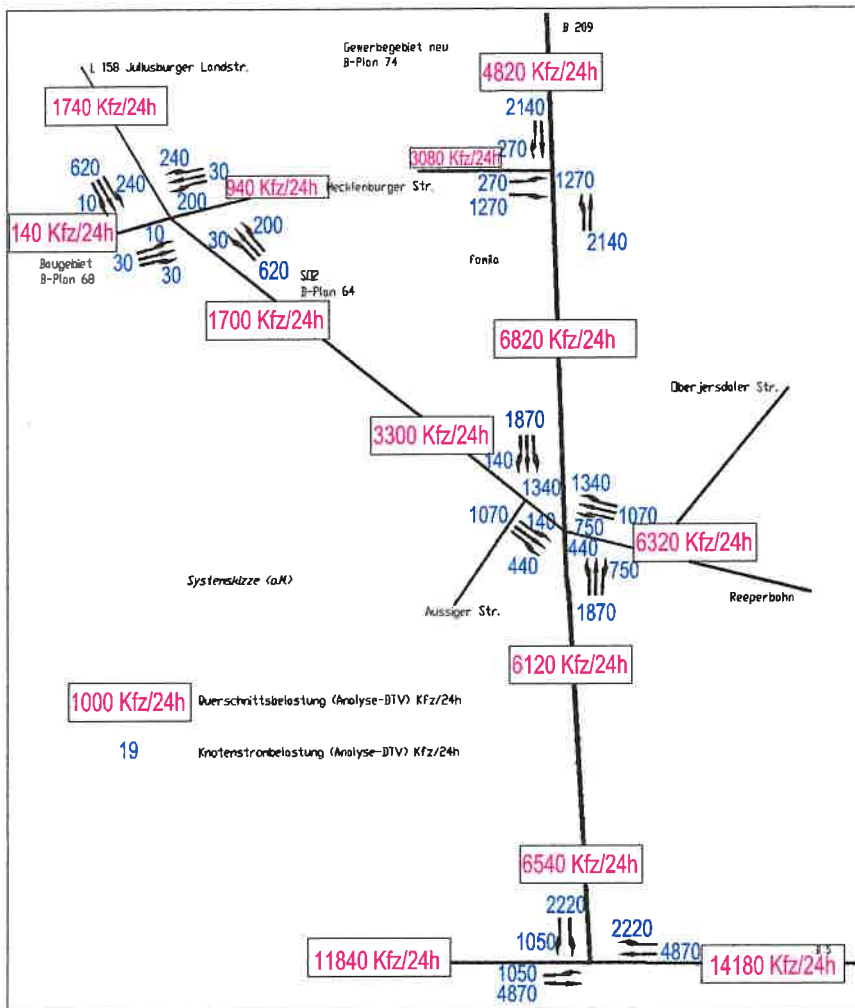 B 209
Gewerbegebiet neu
B-Plan 74
L 158 Juliusburger Landstr.
4820 Kfz/24h
1740 Kfz/24h
2140
270
3080 Kfz/24h
240
30
620
240
940 Kfz/24h
Mecklenburger Str.
270
1270
1270
10
200
140 Kfz/24h
10
30
200
2140
Baugebiet
B-Plan 68
30
30
620
famila
SO2
B-Plan 64
1700 Kfz/24h
6820 Kfz/24h
Oberjersdaler Str.
1870
3300 Kfz/24h
140
1340
1340
1070
140
1070
750
6320 Kfz/24h
440
440
750
Systemskizze (oM)
Aussiger Str.
1870
Reeperbahn
6120 Kfz/24h
1000 Kfz/24h
Querschnittsbelastung (Analyse-DTV) Kfz/24h
19
Knotenstrombelastung (Analyse-DTV) Kfz/24h
6540 Kfz/24h
2220
1050
2220
4870
11840 Kfz/24h
14180 Kfz/24h
1050
4870